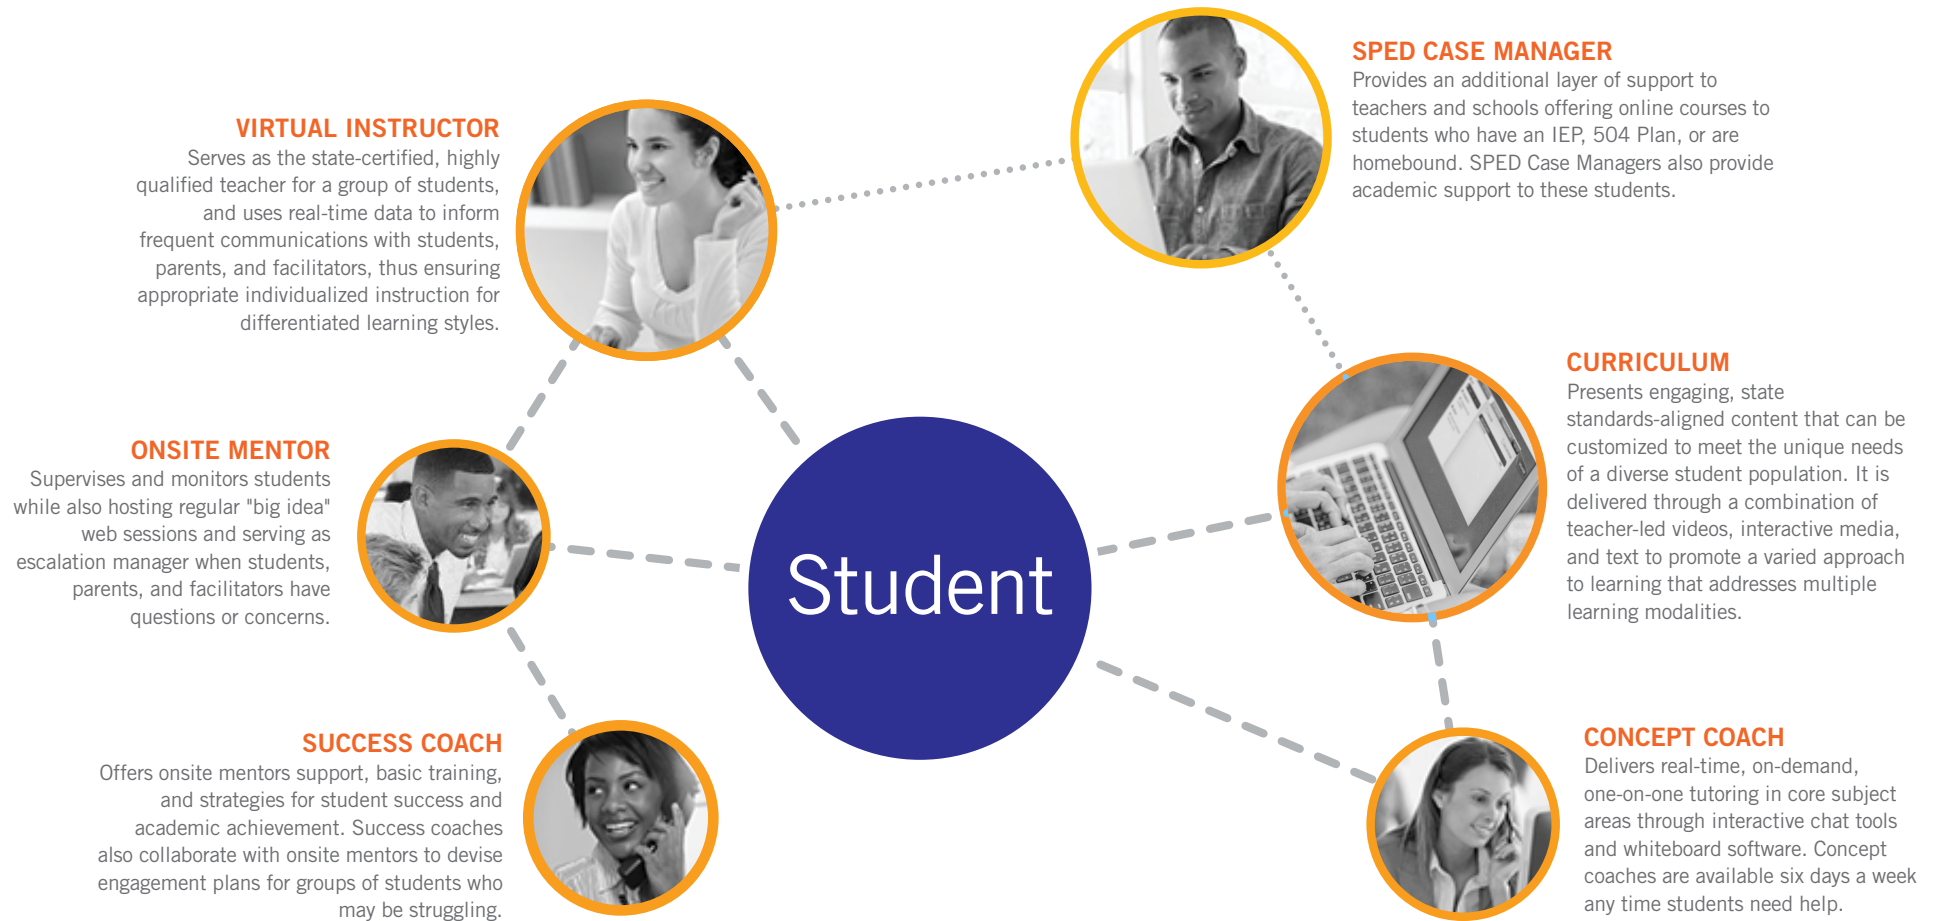 VIRTUAL INSTRUCTOR
Serves as the state-certified, highly
qualified teacher for a group of students,
and uses real-time data to inform
frequent communications with students,
parents, and facilitators, thus ensuring
appropriate individualized instruction for
differentiated learning styles.
SPED CASE MANAGER
Provides an additional layer of support to
teachers and schools offering online courses to
students who have an IEP, 504 Plan, or are
homebound. SPED Case Managers also provide
academic support to these students.
ONSITE MENTOR
Supervises and monitors students
while also hosting regular "big idea"
web sessions and serving as
escalation manager when students,
parents, and facilitators have
questions or concerns.
Student
CURRICULUM
Presents engaging, state
standards-aligned content that can be
customized to meet the unique needs
of a diverse student population. It is
delivered through a combination of
teacher-led videos, interactive media,
and text to promote a varied approach
to learning that addresses multiple
learning modalities.
SUCCESS COACH
Offers onsite mentors support, basic training,
and strategies for student success and
academic achievement. Success coaches
also collaborate with onsite mentors to devise
engagement plans for groups of students who
may be struggling.
CONCEPT COACH
Delivers real-time, on-demand,
one-on-one tutoring in core subject
areas through interactive chat tools
and whiteboard software. Concept
coaches are available six days a week
any time students need help.